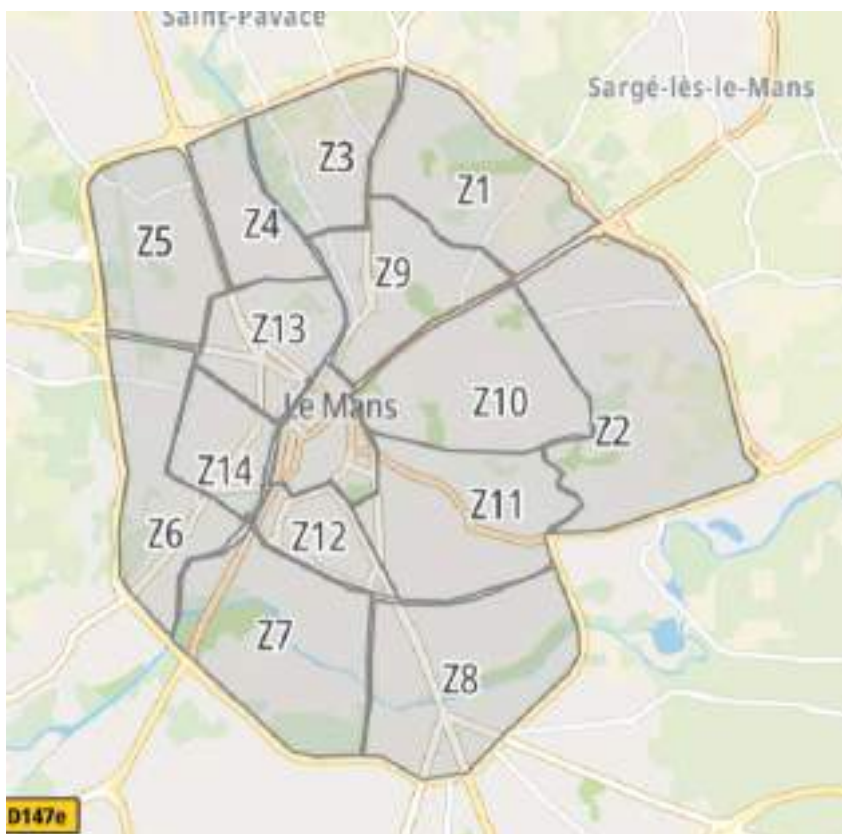 Saint-Pavace
Sargé-lès-le-Mans
Z3
Z1
Z4
Z5
Z9
Z13
Le Mans
Z10
Z2
Z14
Z11
Z6
Z12
Z7
Z8
D147e